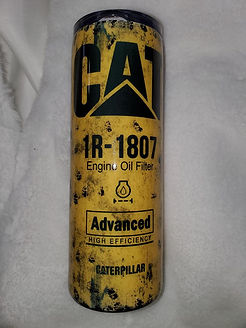 CAT
1R-1807
Engine Oil Filter
Advanced
HIGH EFFICIENCY
CATERPILLAR